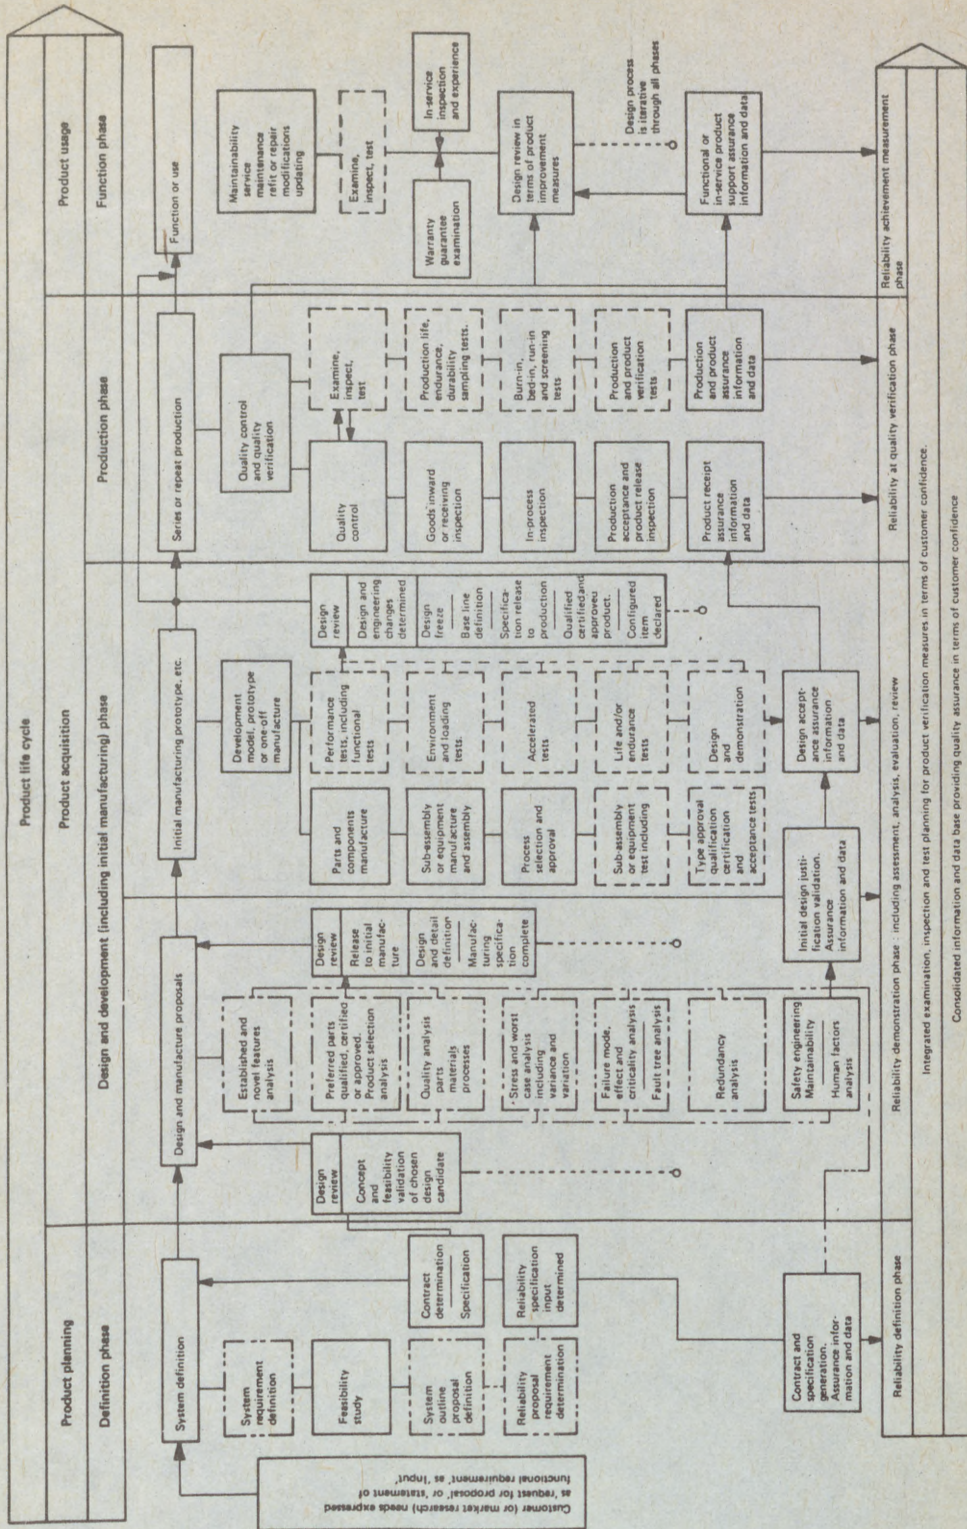 Product life cycle
Product planning
Product acquisition
Product usage
Definition phase
Design and development (including initial manufacturing) phase
Production phase
Function phase
Customer (or market research) needs expressed
as 'request for proposal', or 'statement of
functional requirement', as 'input'
System definition
System
requirement
definition
Feasibility
study
System
outline
proposal
definition
Reliability
proposal
requirement
determination
Contract
determination
Specification
Reliability
specification
input
determined
Contract and
specification
generation.
Assurance infor-
mation and data
Design and manufacture proposals
Design
review
Concept
and
feasibility
validation
of chosen
design
candidate
Established and
novel features
analysis
Preferred parts
qualified, certified
or approved.
Product selection
analysis
Quality analysis
parts
materials
processes
Stress and worst
case analysis
including
variance and
variation
Failure mode,
effect and
criticality analysis
Fault tree analysis
Redundancy
analysis
Safety engineering
Maintainability
Human factors
analysis
Design
review
Release
to initial
manufac-
ture
Design
and detail
definition
Manufac-
turing
specification
complete
Initial design justi-
fication validation.
Assurance
information and data
Initial manufacturing prototype, etc.
Development
model, prototype
or one-off
manufacture
Parts and
components
manufacture
Sub-assembly
or equipment
manufacture
and assembly
Process
selection and
approval
Sub-assembly
or equipment
test including
Type approval
qualification
certification
and
acceptance tests
Performance
tests, including
functional
tests
Environment
and loading
tests.
Accelerated
tests
Life and/or
endurance
tests
Design
and
demonstration
Design accept-
ance assurance
information
and data
Design
review
Design and
engineering
changes
determined
Design
freeze
Base line
definition
Specifica-
tion release
to
production
Qualified
certified and
approved
product.
Configured
item
declared
Series or repeat production
Quality control
and quality
verification
Quality
control
Examine,
inspect,
test
Goods inward
or receiving
inspection
Production life,
endurance,
durability
sampling tests.
In-process
inspection
Burn-in,
bed-in, run-in
and screening
tests
Production
acceptance and
product release
inspection
Production
and product
verification
tests
Product receipt
assurance
information
and data
Production
and product
assurance
information
and data
Function or use
Maintainability
service
maintenance
refit or repair
modifications
updating
Examine,
inspect, test
Warranty
guarantee
examination
In-service
inspection
and experience
Design review in
terms of product
improvement
measures
Design process
is iterative
through all phases
Functional or
in-service product
support assurance
information and data
Reliability definition phase
Reliability demonstration phase : including assessment, analysis, evaluation, review
Reliability at quality verification phase
Reliability achievement measurement
phase
Integrated examination, inspection and test planning for product verification measures in terms of customer confidence.
Consolidated information and data base providing quality assurance in terms of customer confidence